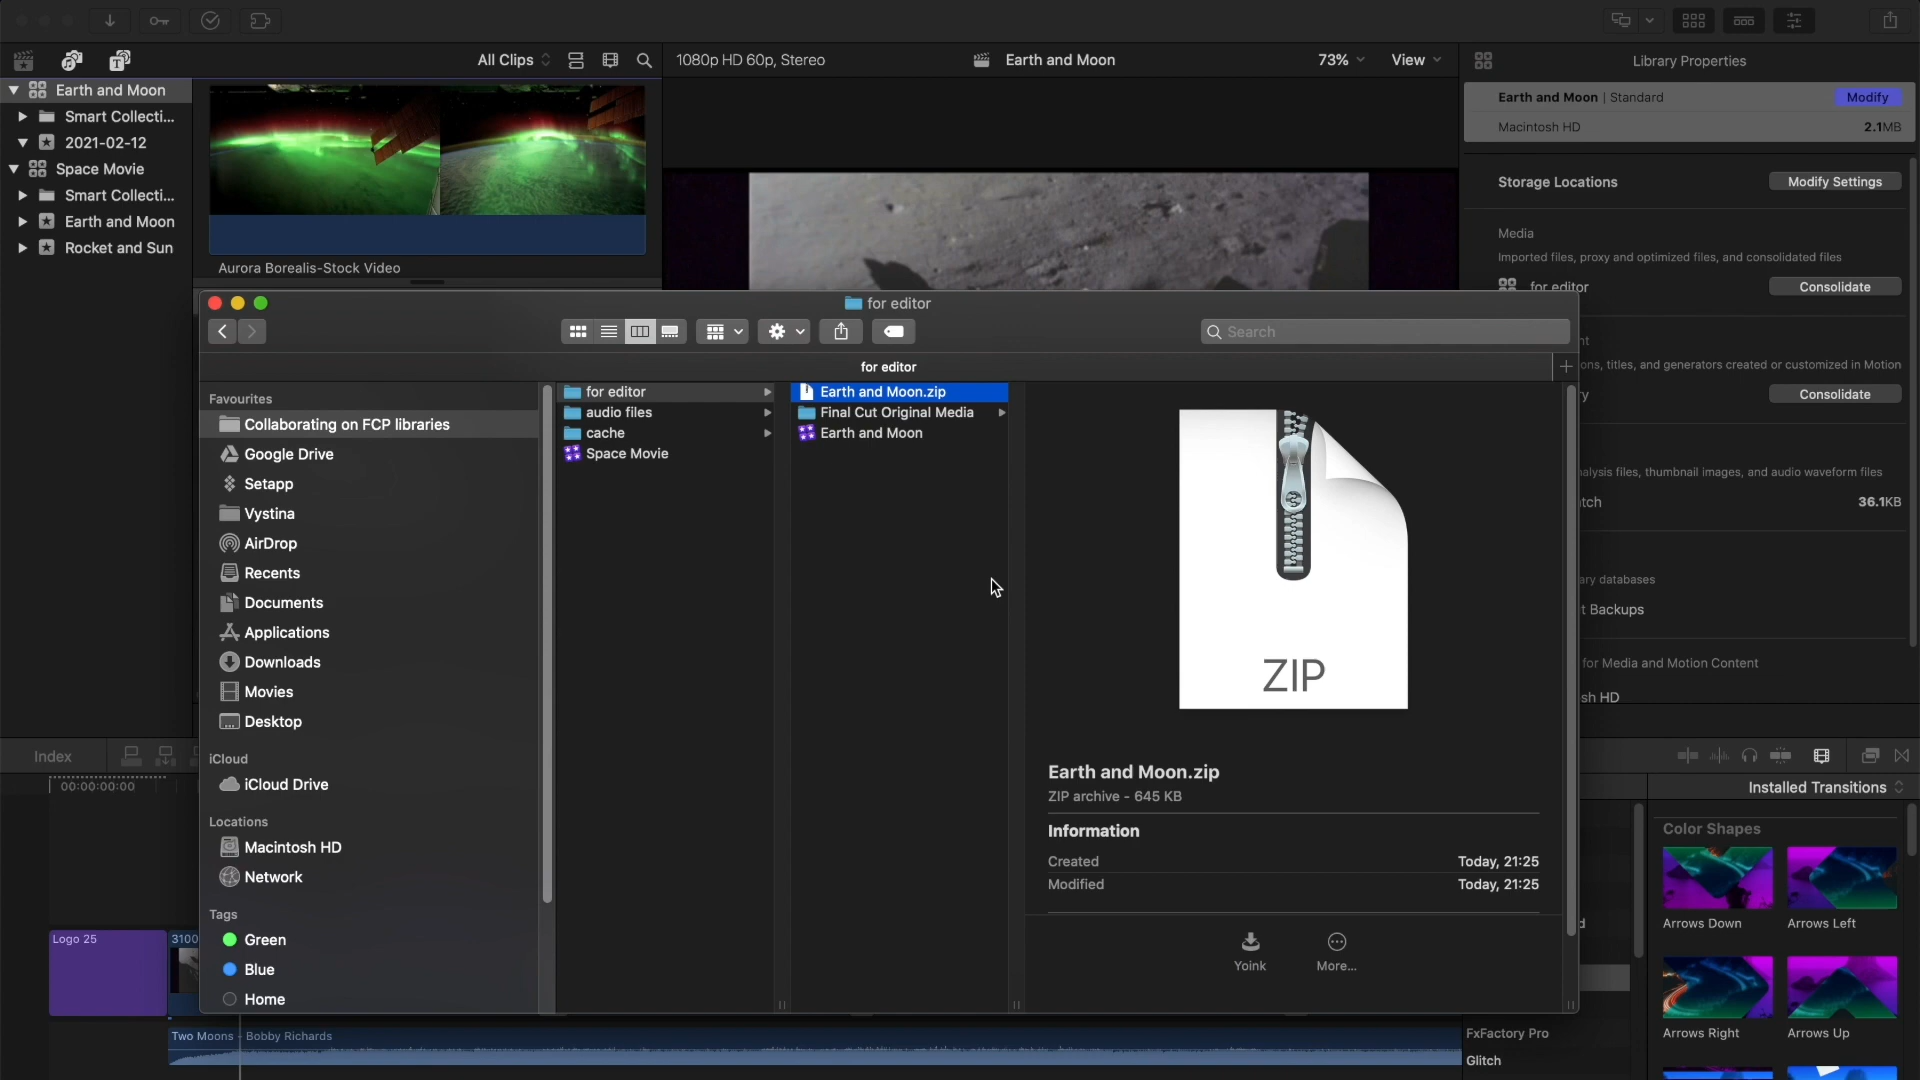 All Clips
1080p HD 60p, Stereo
Earth and Moon
73%
View
Library Properties
Earth and Moon
Smart Collecti...
2021-02-12
Space Movie
Smart Collecti...
Earth and Moon
Rocket and Sun
Aurora Borealis-Stock Video
Earth and Moon | Standard
Modify
Macintosh HD
2.1MB
Storage Locations
Modify Settings
Media
Imported files, proxy and optimized files, and consolidated files
for editor
Consolidate
nt
ons, titles, and generators created or customized in Motion
ry
Consolidate
alysis files, thumbnail images, and audio waveform files
tch
36.1KB
ary databases
t Backups
for Media and Motion Content
sh HD
for editor
Search
for editor
Favourites
Collaborating on FCP libraries
Google Drive
Setapp
Vystina
AirDrop
Recents
Documents
Applications
Downloads
Movies
Desktop
iCloud
iCloud Drive
Locations
Macintosh HD
Network
Tags
Green
Blue
Home
for editor
audio files
cache
Space Movie
Earth and Moon.zip
Final Cut Original Media
Earth and Moon
ZIP
Earth and Moon.zip
ZIP archive - 645 KB
Information
Created
Today, 21:25
Modified
Today, 21:25
Yoink
More...
Index
00:00:00:00
Logo 25
3100
Two Moons - Bobby Richards
Installed Transitions
Color Shapes
Arrows Down
Arrows Left
Arrows Right
Arrows Up
d
FxFactory Pro
Glitch